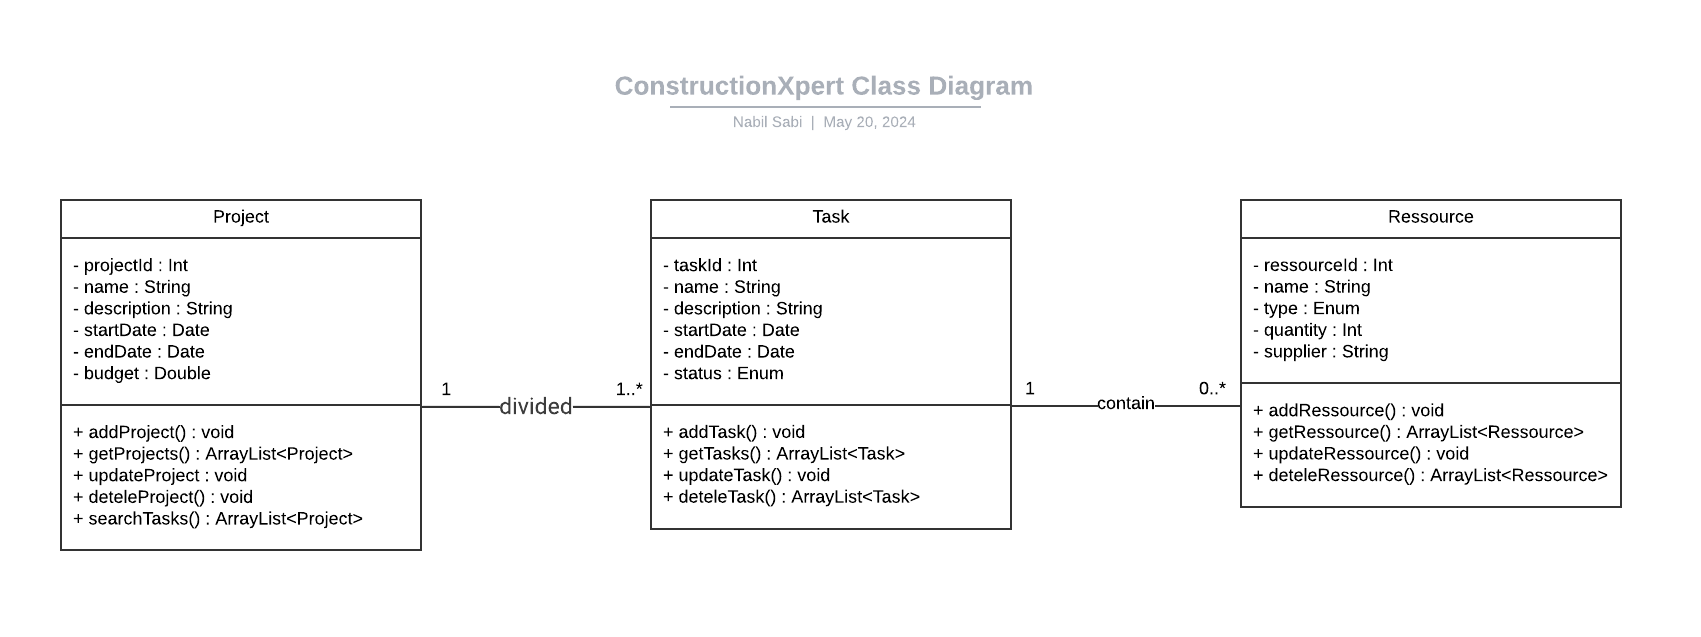 ConstructionXpert Class Diagram
Nabil Sabi | May 20, 2024
Project
- projectId : Int
- name : String
- description : String
- startDate : Date
- endDate : Date
- budget : Double
+ addProject() : void
+ getProjects() : ArrayList<Project>
+ updateProject : void
+ deteleProject() : void
+ searchTasks() : ArrayList<Project>
1
divided
1..*
Task
- taskId : Int
- name : String
- description : String
- startDate : Date
- endDate : Date
- status : Enum
+ addTask() : void
+ getTasks() : ArrayList<Task>
+ updateTask() : void
+ deteleTask() : ArrayList<Task>
1
contain
0..*
Ressource
- ressourceId : Int
- name : String
- type : Enum
- quantity : Int
- supplier : String
+ addRessource() : void
+ getRessource() : ArrayList<Ressource>
+ updateRessource() : void
+ deteleRessource() : ArrayList<Ressource>